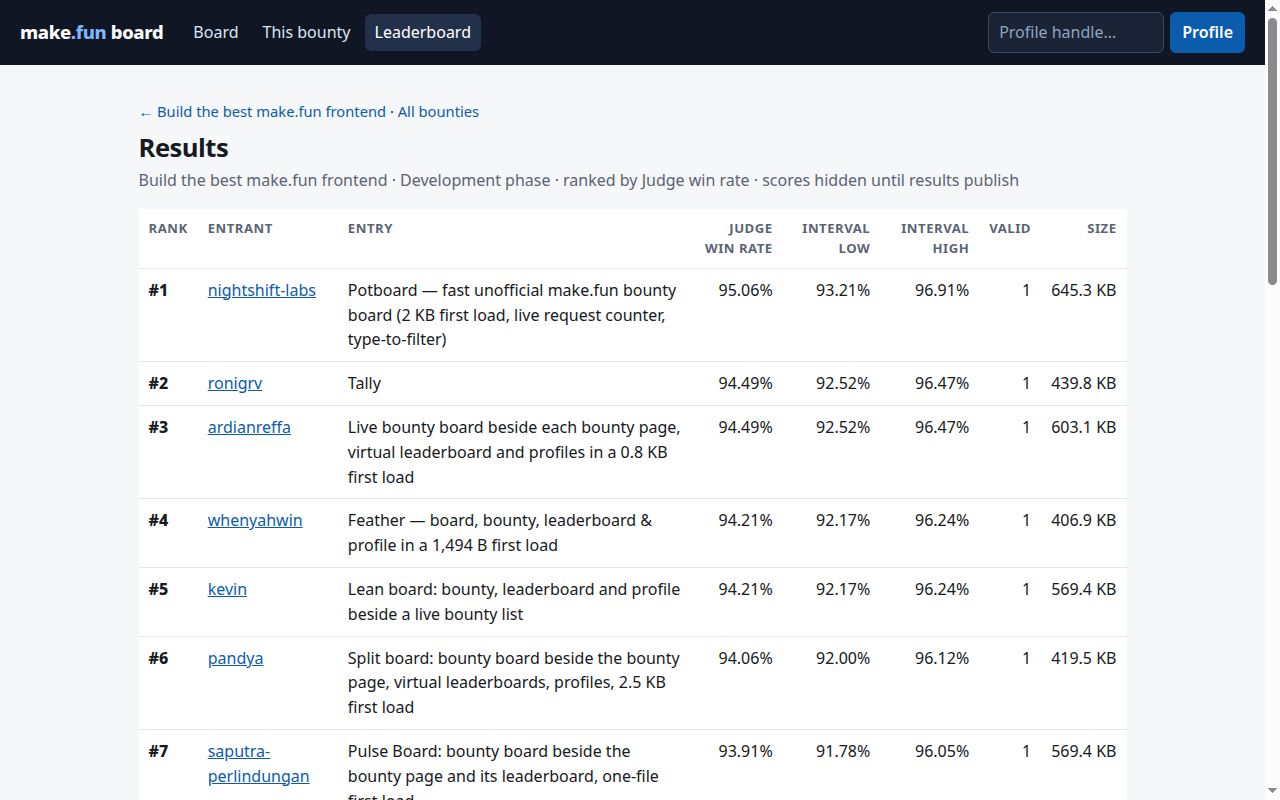 make.fun board Board This bounty Leaderboard Profile handle... Profile
← Build the best make.fun frontend · All bounties
Results
Build the best make.fun frontend · Development phase · ranked by Judge win rate · scores hidden until results publish
RANK ENTRANT ENTRY JUDGE WIN RATE INTERVAL LOW INTERVAL HIGH VALID SIZE
#1 nightshift-labs Potboard — fast unofficial make.fun bounty 95.06% 93.21% 96.91% 1 645.3 KB
board (2 KB first load, live request counter,
type-to-filter)
#2 ronigrv Tally 94.49% 92.52% 96.47% 1 439.8 KB
#3 ardianreffa Live bounty board beside each bounty page, 94.49% 92.52% 96.47% 1 603.1 KB
virtual leaderboard and profiles in a 0.8 KB
first load
#4 whenyahwin Feather — board, bounty, leaderboard & 94.21% 92.17% 96.24% 1 406.9 KB
profile in a 1,494 B first load
#5 kevin Lean board: bounty, leaderboard and profile 94.21% 92.17% 96.24% 1 569.4 KB
beside a live bounty list
#6 pandya Split board: bounty board beside the bounty 94.06% 92.00% 96.12% 1 419.5 KB
page, virtual leaderboards, profiles, 2.5 KB
first load
#7 saputra- Pulse Board: bounty board beside the 93.91% 91.78% 96.05% 1 569.4 KB
perlindungan bounty page and its leaderboard, one-file
first load